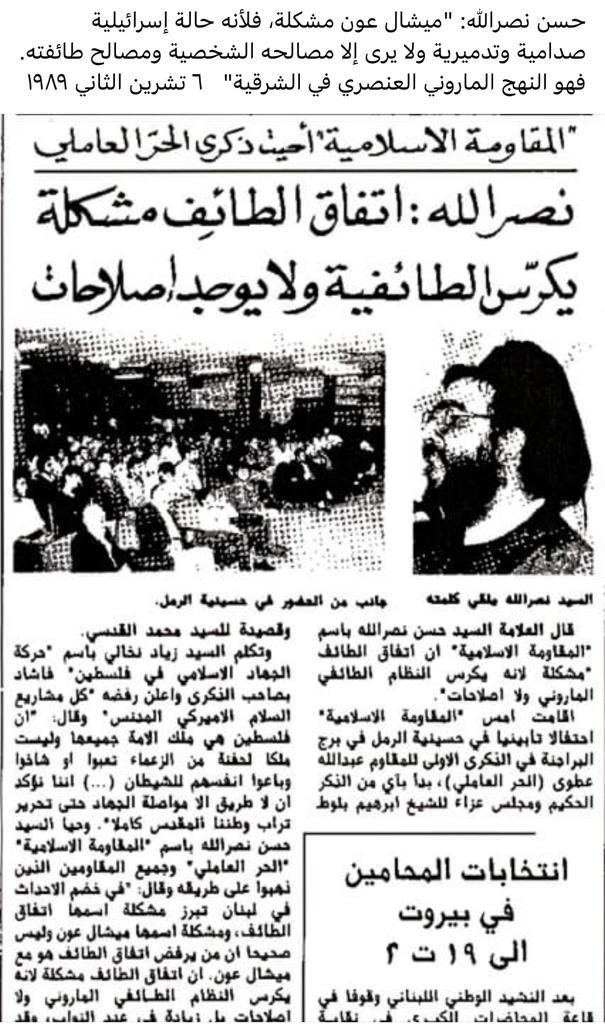 حسن نصرالله: "ميشال عون مشكلة، فلأنه حالة إسرائيلية
صدامية وتدميرية ولا يرى إلا مصالحه الشخصية ومصالح طائفته.
فهو النهج الماروني العنصري في الشرقية" ٦ تشرين الثاني ١٩٨٩
"المقاومة الاسلامية" أحيت ذكرى الحرّ العاملي
نصرالله: اتفاق الطائف مشكلة
يكرّس الطائفية ولا يوجد إصلاحات
السيد نصرالله يلقي كلمته
جانب من الحضور في حسينية الرمل.
قال العلامة السيد حسن نصرالله باسم
"المقاومة الاسلامية" ان اتفاق الطائف
"مشكلة لانه يكرس النظام الطائفي
الماروني ولا اصلاحات".
اقامت امس "المقاومة الاسلامية"
احتفالا تأبينيا في حسينية الرمل في برج
البراجنة في الذكرى الاولى للمقاوم عبدالله
عطوي (الحر العاملي)، بدأ بآي من الذكر
الحكيم ومجلس عزاء للشيخ ابرهيم بلوط
وقصيدة للسيد محمد القدسي.
وتكلم السيد زياد نخالي باسم "حركة
الجهاد الاسلامي في فلسطين" فاشاد
بصاحب الذكرى واعلن رفضه "كل مشاريع
السلام الاميركي المدنس" وقال: "ان
فلسطين هي ملك الامة جميعها وليست
ملكا لحفنة من الزعماء تعبوا او شاخوا
وباعوا انفسهم للشيطان (...) اننا نؤكد
ان لا طريق الا مواصلة الجهاد حتى تحرير
تراب وطننا المقدس كاملا". وحيا السيد
حسن نصرالله باسم "المقاومة الاسلامية"
"الحر العاملي" وجميع المقاومين الذين
ذهبوا على طريقه وقال: "في خضم الاحداث
في لبنان تبرز مشكلة اسمها اتفاق
الطائف، ومشكلة اسمها ميشال عون وليس
صحيحا ان من يرفض اتفاق الطائف هو مع
ميشال عون. ان اتفاق الطائف مشكلة لانه
يكرس النظام الطائفي الماروني ولا
اصلاحات بل زيادة في عدد النواب، وقد
انتخابات المحامين
في بيروت
الى ١٩ ت ٢
بعد النشيد الوطني اللبناني وقوفا في
قاعة المحاضرات الكبرى في نقابة